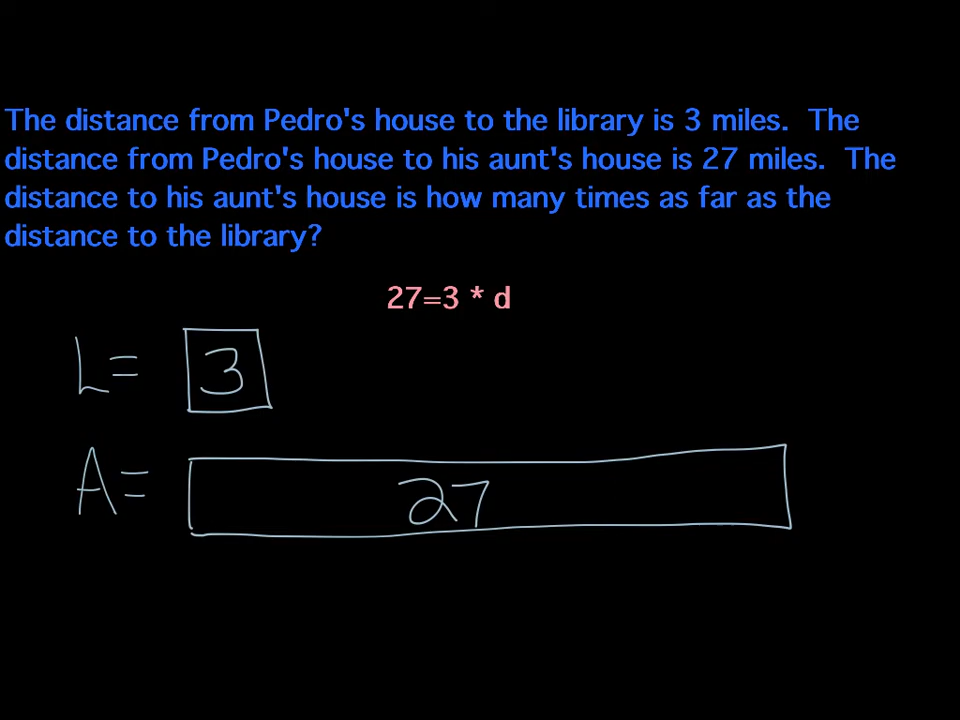 The distance from Pedro's house to the library is 3 miles.  The
distance from Pedro's house to his aunt's house is 27 miles.  The
distance to his aunt's house is how many times as far as the
distance to the library?
27=3 * d
L= 3
A= 27